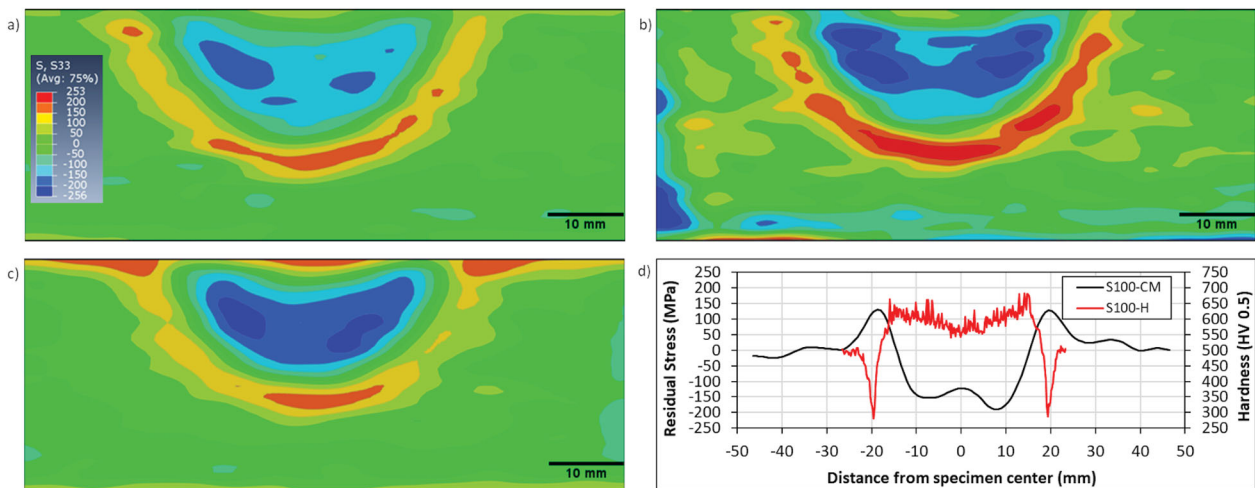 a)
S, S33
(Avg: 75%)
253
200
150
100
50
0
-50
-100
-150
-200
-256
10 mm
b)
10 mm
c)
10 mm
d)
Residual Stress (MPa)
250
200
150
100
50
0
-50
-100
-150
-200
-250
S100-CM
S100-H
750
700
650
600
550
500
450
400
350
300
250
Hardness (HV 0.5)
-50 -40 -30 -20 -10 0 10 20 30 40 50
Distance from specimen center (mm)